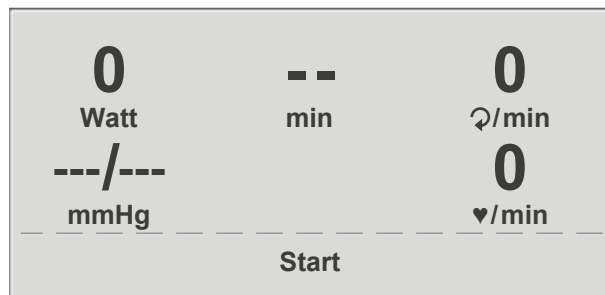 0 -- 0
Watt min ⟳/min
---/--- 0
mmHg ♥/min
Start